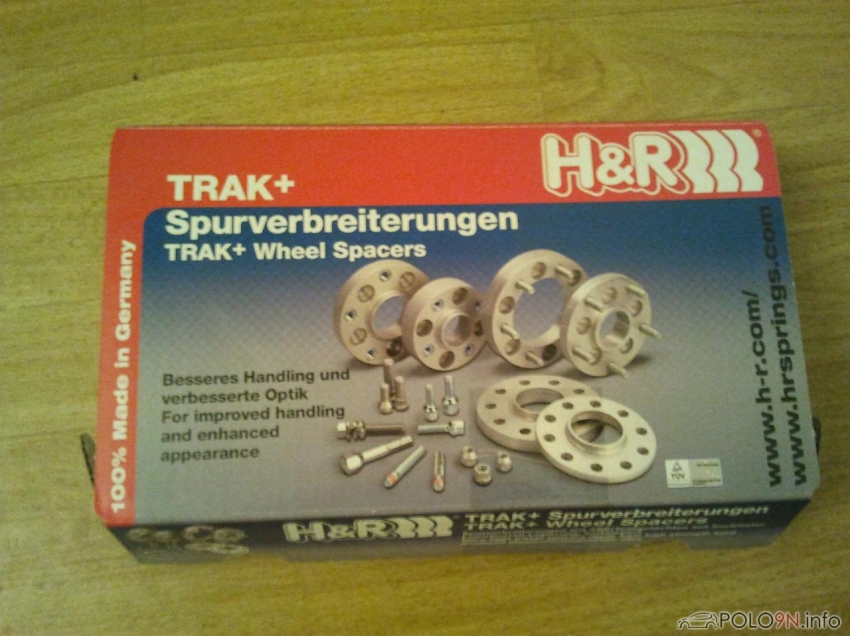 TRAK+
H&R®
Spurverbreiterungen
TRAK+ Wheel Spacers
100% Made in Germany
Besseres Handling und
verbesserte Optik
For improved handling
and enhanced
appearance
www.h-r.com/
www.hrsprings.com
TÜV
H&R®
TRAK+ Spurverbreiterungen
TRAK+ Wheel Spacers
POLO9N.info